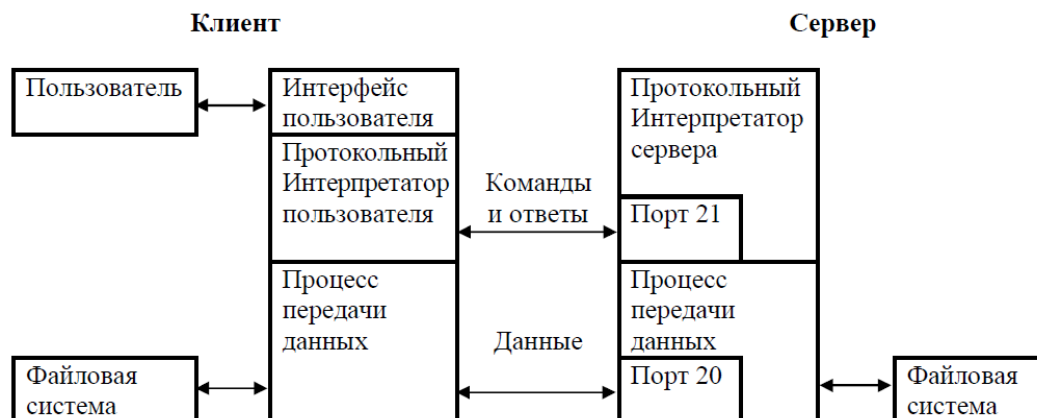 Клиент
Сервер
Пользователь
Интерфейс
пользователя
Протокольный
Интерпретатор
пользователя
Команды
и ответы
Протокольный
Интерпретатор
сервера
Порт 21
Процесс
передачи
данных
Данные
Процесс
передачи
данных
Порт 20
Файловая
система
Файловая
система